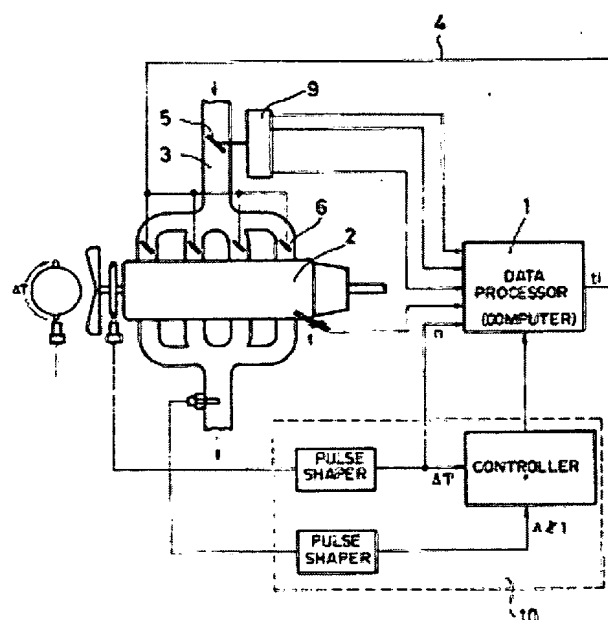 4
9
5
3
6
2
1
DATA
PROCESSOR
(COMPUTER)
ti
ΔT
n
PULSE
SHAPER
ΔT
CONTROLLER
PULSE
SHAPER
10